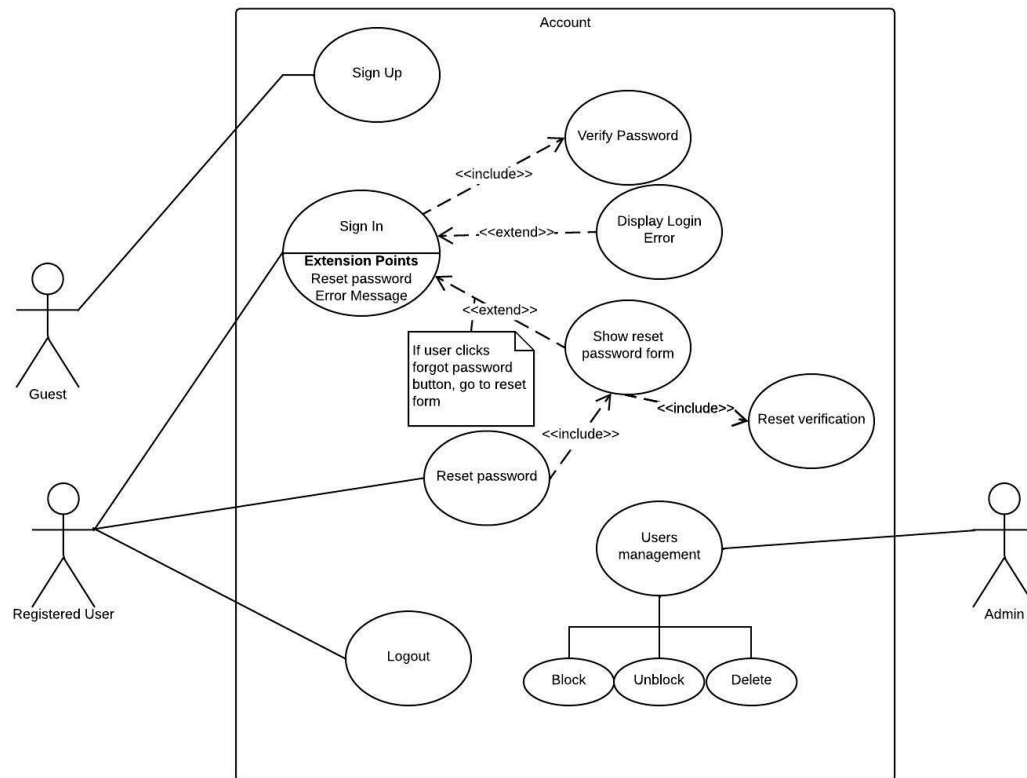 Account
Sign Up
Verify Password
<<include>>
Sign In
Display Login
Error
<<extend>>
Extension Points
Reset password
Error Message
<<extend>>
Show reset
password form
If user clicks
forgot password
button, go to reset
form
Guest
<<include>>
Reset verification
<<include>>
Reset password
Users
management
Registered User
Admin
Logout
Block
Unblock
Delete